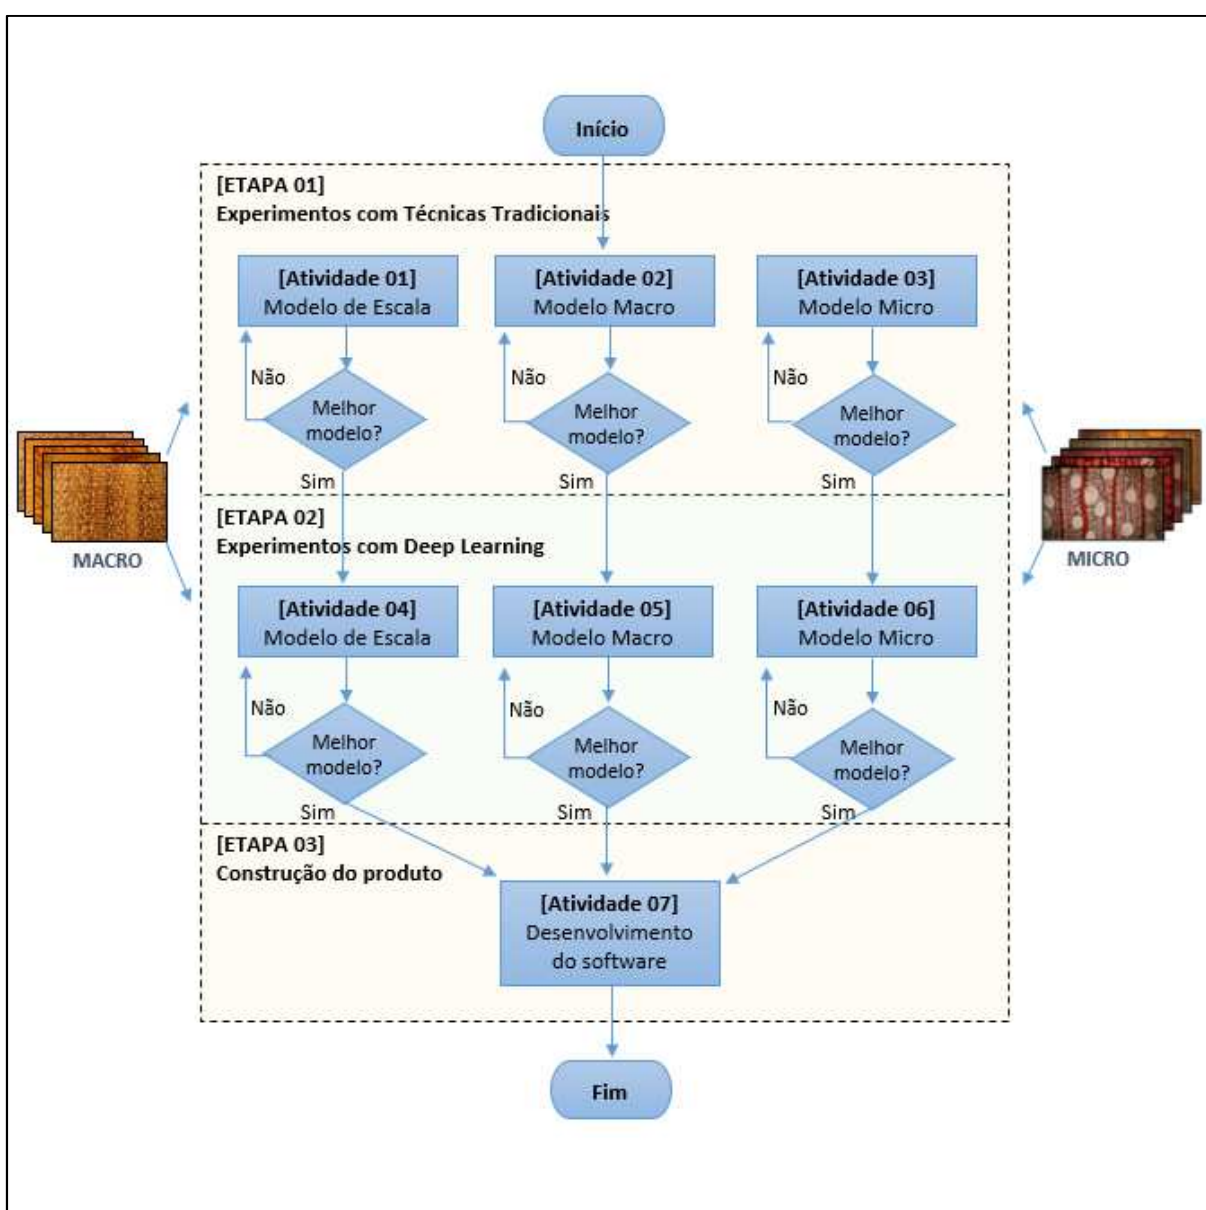 Início
[ETAPA 01]
Experimentos com Técnicas Tradicionais
[Atividade 01]
Modelo de Escala
[Atividade 02]
Modelo Macro
[Atividade 03]
Modelo Micro
Não
Melhor
modelo?
Sim
Não
Melhor
modelo?
Sim
Não
Melhor
modelo?
Sim
MACRO
MICRO
[ETAPA 02]
Experimentos com Deep Learning
[Atividade 04]
Modelo de Escala
[Atividade 05]
Modelo Macro
[Atividade 06]
Modelo Micro
Não
Melhor
modelo?
Sim
Não
Melhor
modelo?
Sim
Não
Melhor
modelo?
Sim
[ETAPA 03]
Construção do produto
[Atividade 07]
Desenvolvimento
do software
Fim